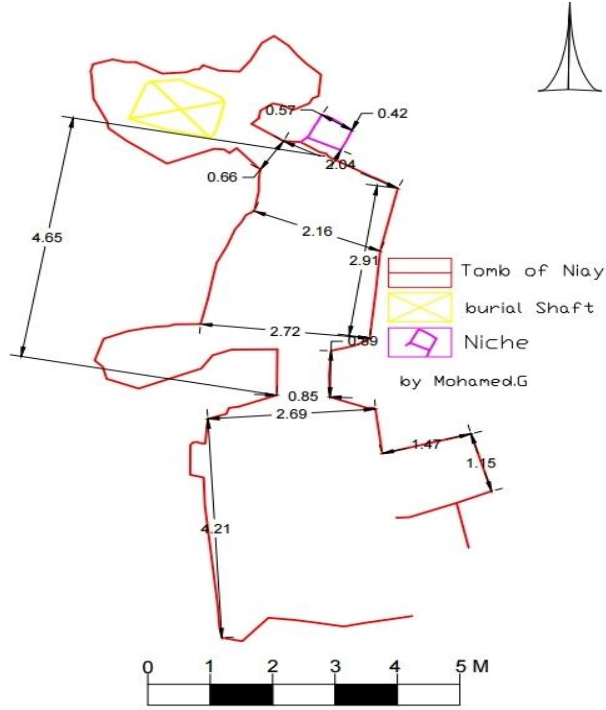 0.57
0.42
2.04
0.66
4.65
2.16
2.91
Tomb of Niay
burial Shaft
Niche
2.72
0.89
by Mohamed.G
0.85
2.69
1.47
1.15
4.21
0 1 2 3 4 5 M